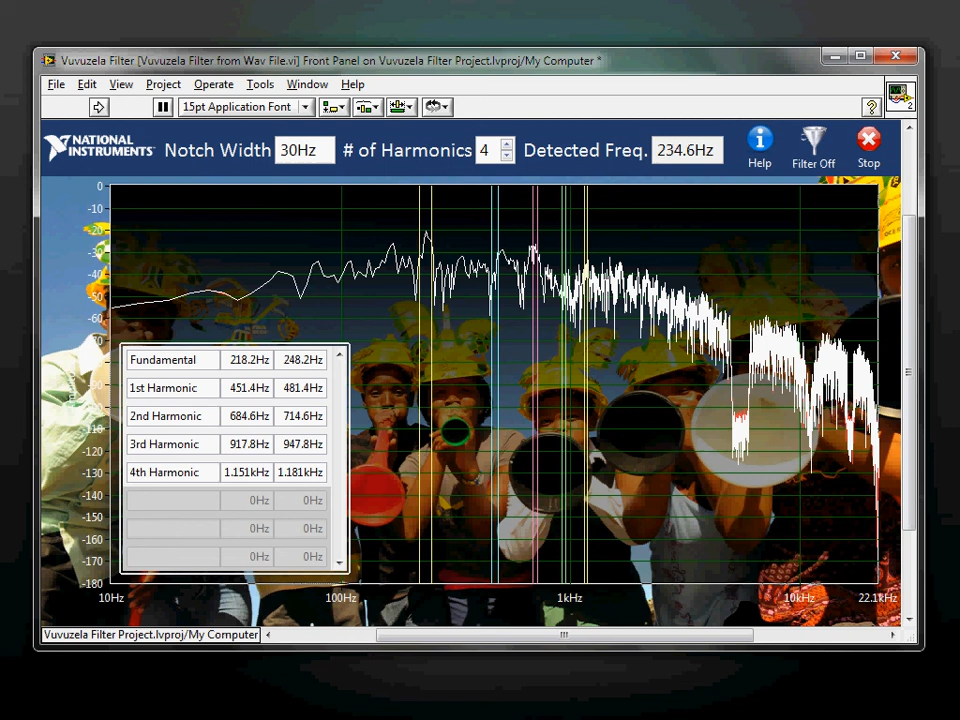 Vuvuzela Filter [Vuvuzela Filter from Wav File.vi] Front Panel on Vuvuzela Filter Project.lvproj/My Computer *
File Edit View Project Operate Tools Window Help
15pt Application Font
?
2
NATIONAL INSTRUMENTS
Notch Width 30Hz # of Harmonics 4 Detected Freq. 234.6Hz
Help Filter Off Stop
0
-10
-20
-30
-40
-50
-60
Fundamental 218.2Hz 248.2Hz
1st Harmonic 451.4Hz 481.4Hz
2nd Harmonic 684.6Hz 714.6Hz
3rd Harmonic 917.8Hz 947.8Hz
4th Harmonic 1.151kHz 1.181kHz
0Hz 0Hz
0Hz 0Hz
0Hz 0Hz
-110
-120
-130
-140
-150
-160
-170
-180
10Hz 100Hz 1kHz 10kHz 22.1kHz
Vuvuzela Filter Project.lvproj/My Computer